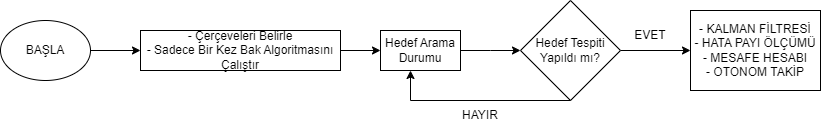 BAŞLA
- Çerçeveleri Belirle
- Sadece Bir Kez Bak Algoritmasını
Çalıştır
Hedef Arama
Durumu
Hedef Tespiti
Yapıldı mı?
EVET
HAYIR
- KALMAN FİLTRESİ
- HATA PAYI ÖLÇÜMÜ
- MESAFE HESABI
- OTONOM TAKİP